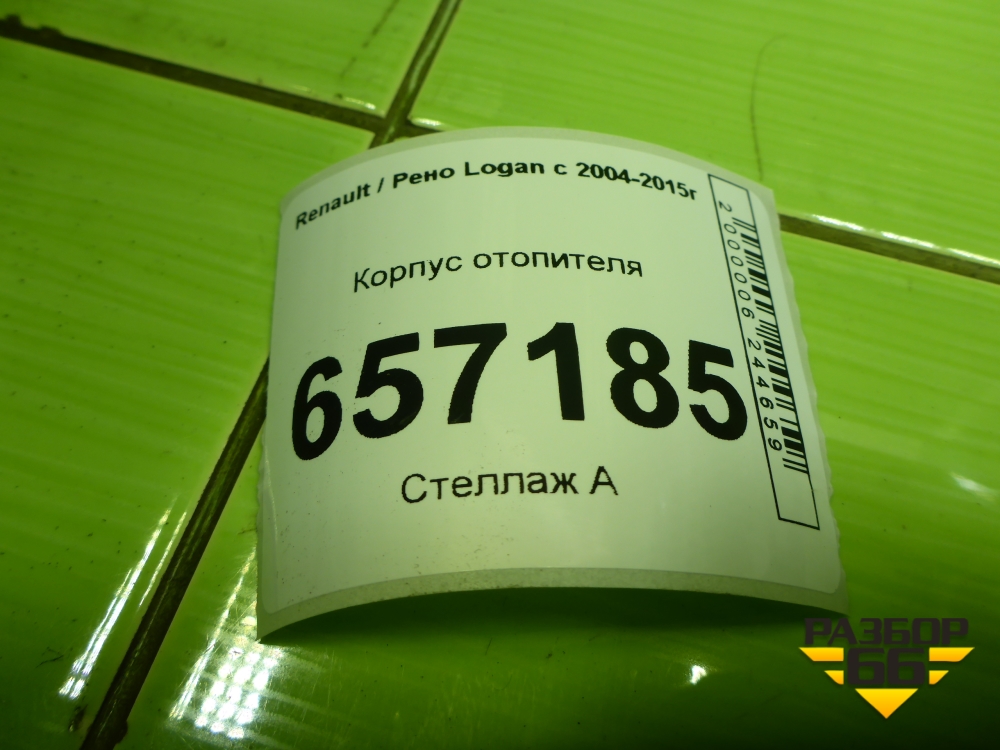 Renault / Рено Logan с 2004-2015г
Корпус отопителя
657185
Стеллаж А
2000006244659
РАЗБОР
66